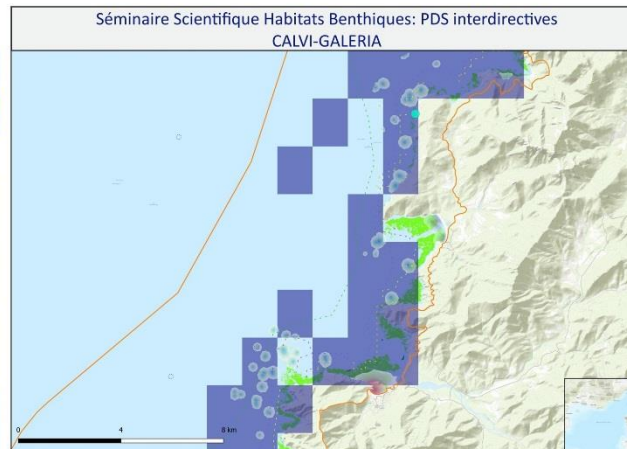 Séminaire Scientifique Habitats Benthiques: PDS interdirectives
CALVI-GALERIA
0 4 8 km